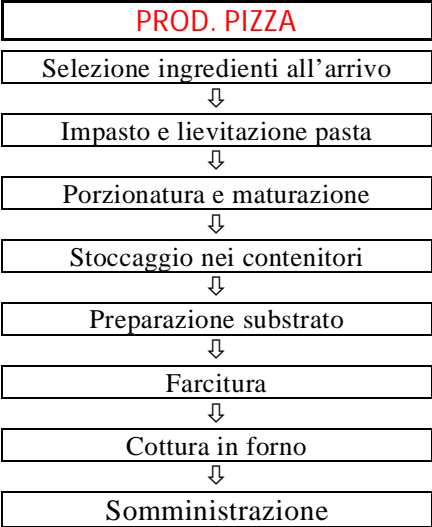 PROD. PIZZA
Selezione ingredienti all’arrivo
Impasto e lievitazione pasta
Porzionatura e maturazione
Stoccaggio nei contenitori
Preparazione substrato
Farcitura
Cottura in forno
Somministrazione